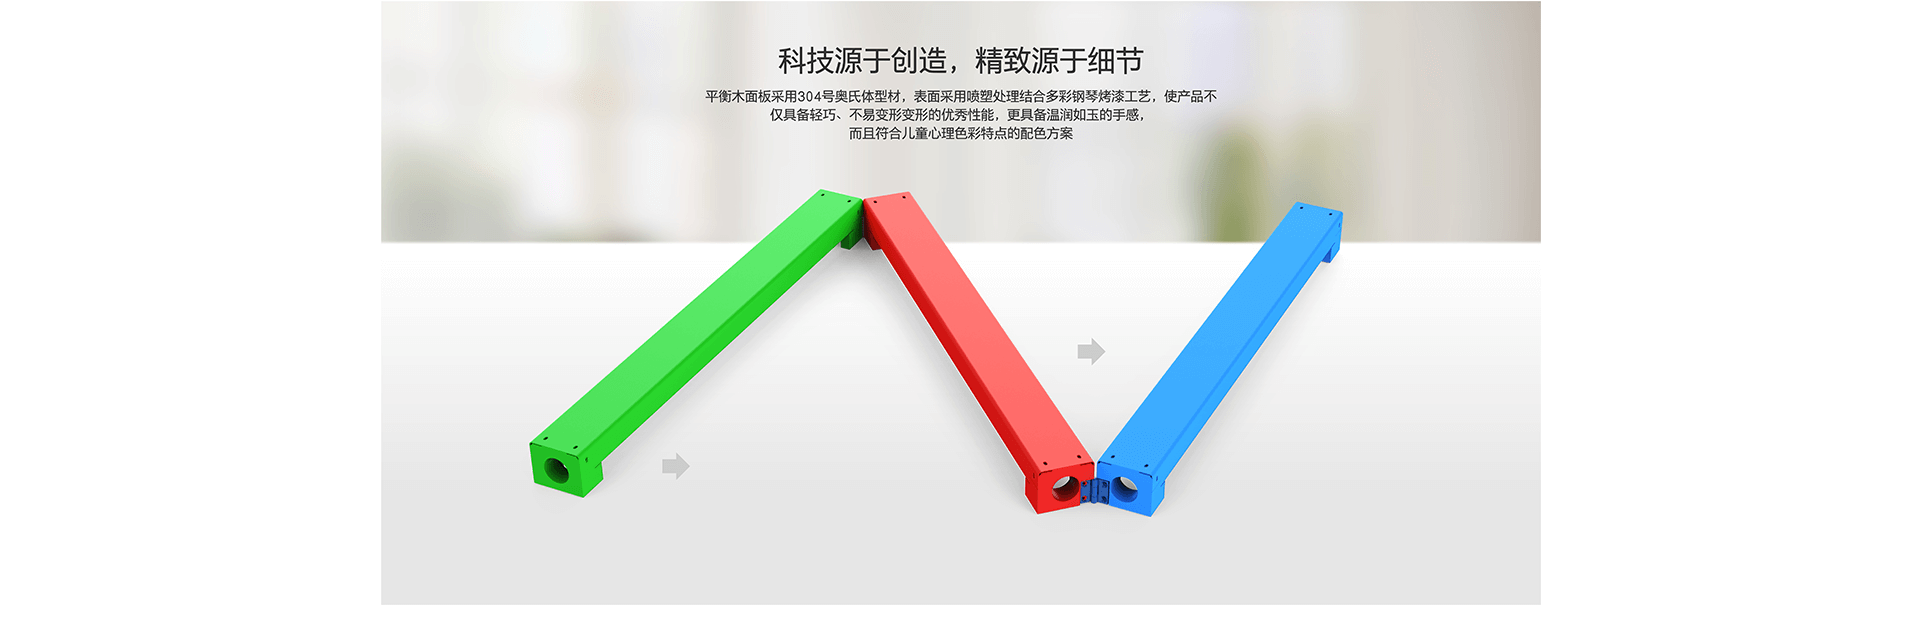 科技源于创造，精致源于细节
平衡木面板采用304号奥氏体型材，表面采用喷塑处理结合多彩钢琴烤漆工艺，使产品不
仅具备轻巧、不易变形变形的优秀性能，更具备温润如玉的手感，
而且符合儿童心理色彩特点的配色方案